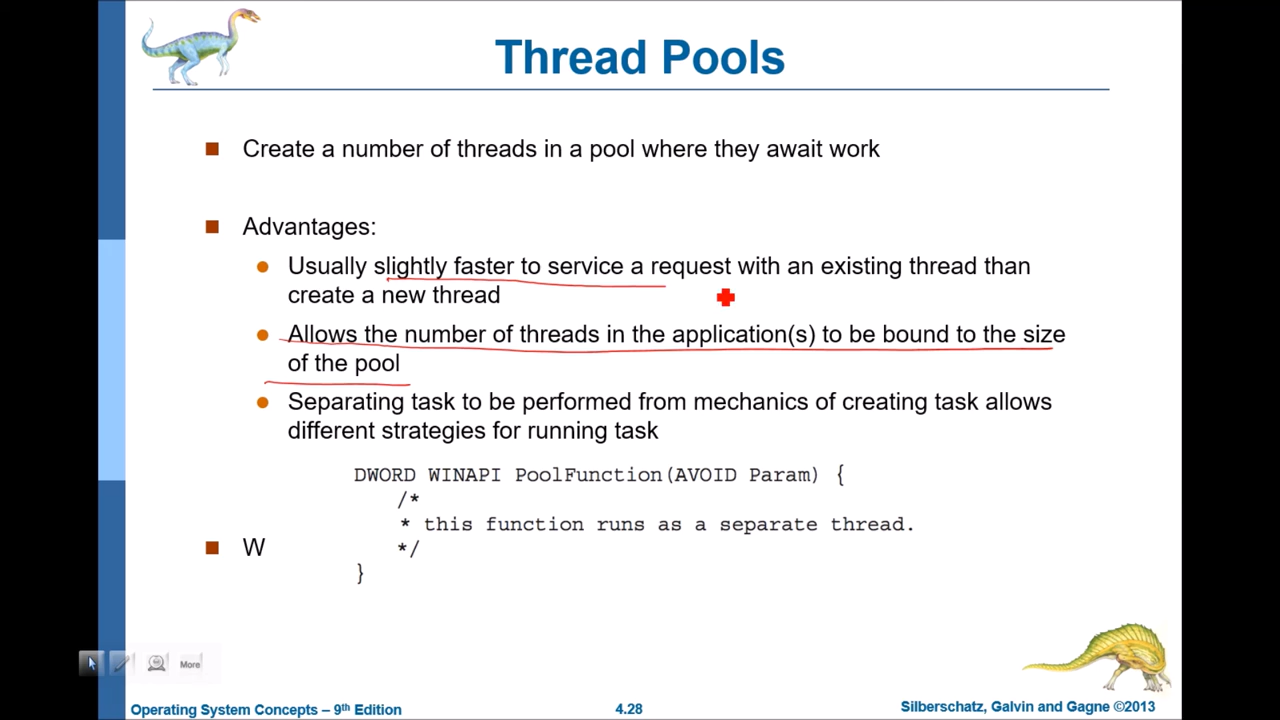 Thread Pools
Create a number of threads in a pool where they await work
Advantages:
Usually slightly faster to service a request with an existing thread than
create a new thread
Allows the number of threads in the application(s) to be bound to the size
of the pool
Separating task to be performed from mechanics of creating task allows
different strategies for running task
DWORD WINAPI PoolFunction(AVOID Param) {
/*
* this function runs as a separate thread.
W
*/
}
More
Operating System Concepts – 9th Edition
4.28
Silberschatz, Galvin and Gagne ©2013